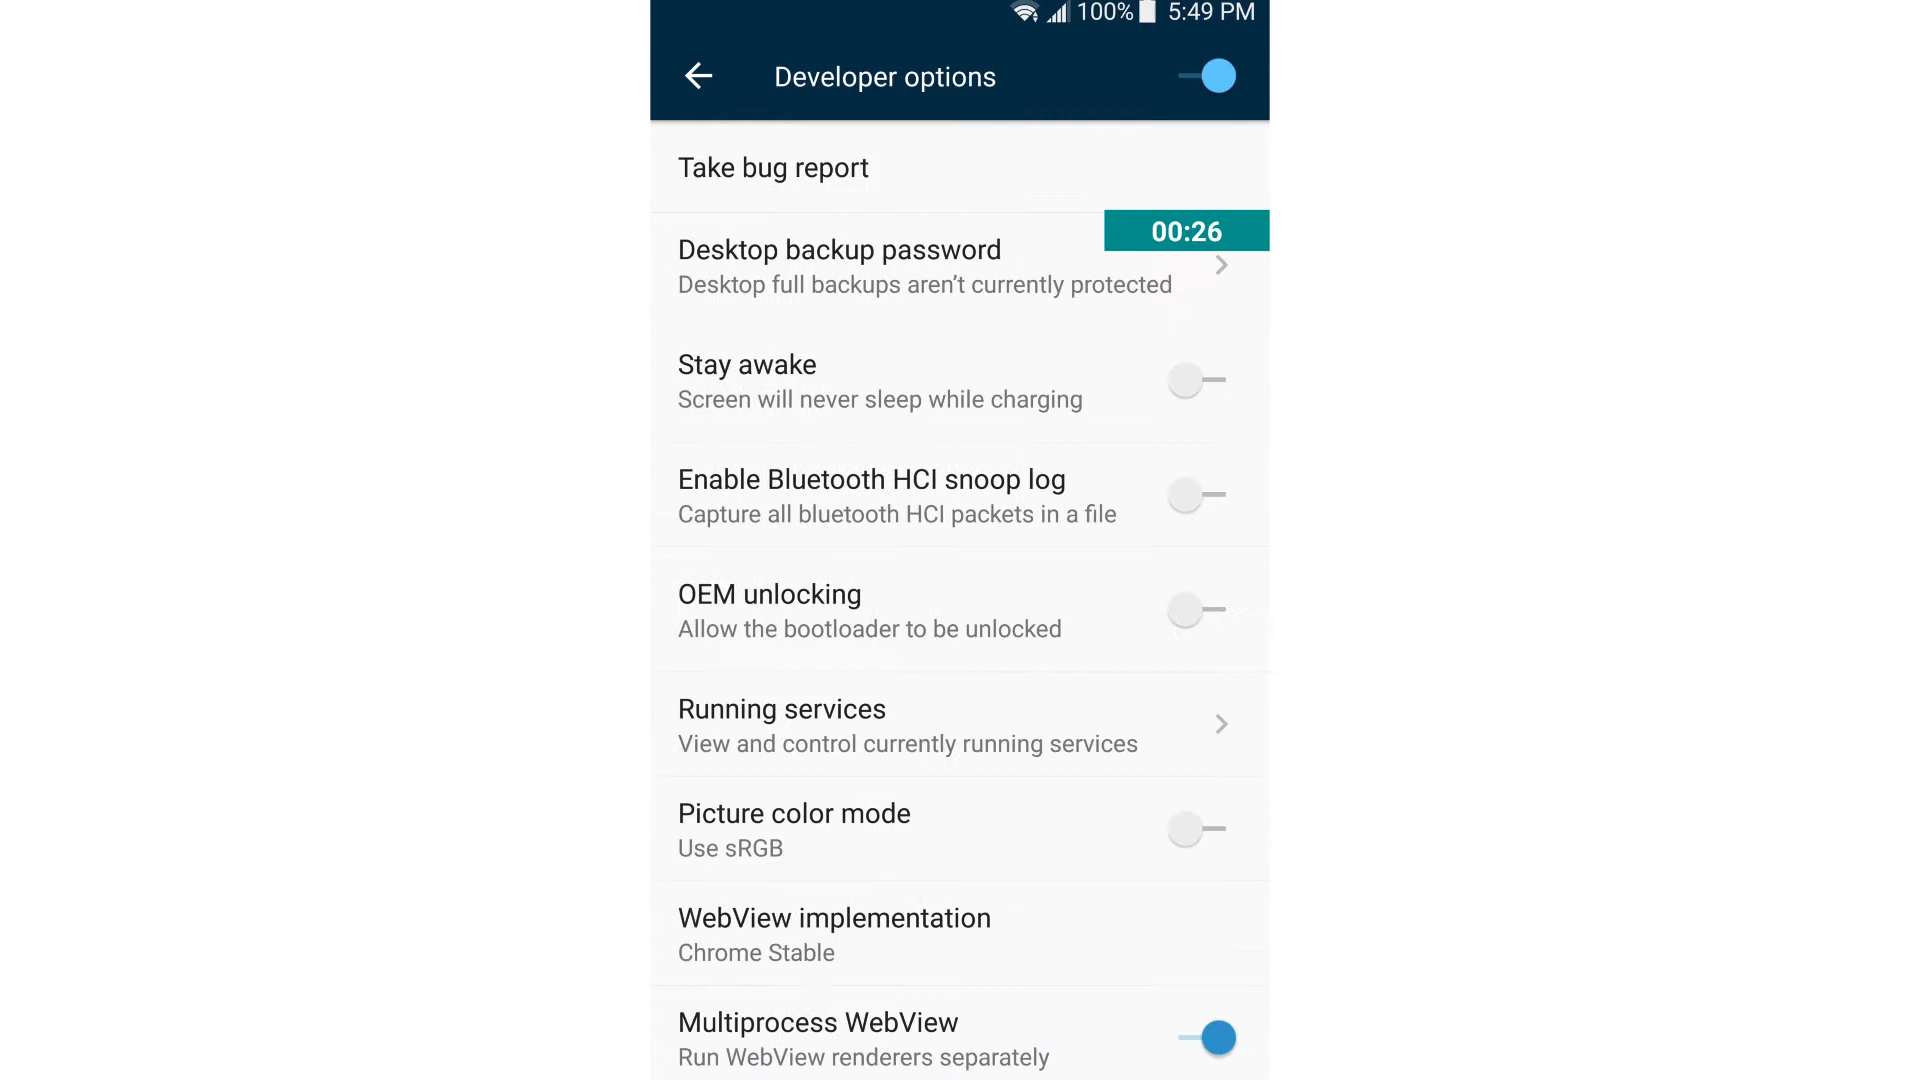 100% 5:49 PM
Developer options
Take bug report
00:26
Desktop backup password
Desktop full backups aren’t currently protected
Stay awake
Screen will never sleep while charging
Enable Bluetooth HCI snoop log
Capture all bluetooth HCI packets in a file
OEM unlocking
Allow the bootloader to be unlocked
Running services
View and control currently running services
Picture color mode
Use sRGB
WebView implementation
Chrome Stable
Multiprocess WebView
Run WebView renderers separately